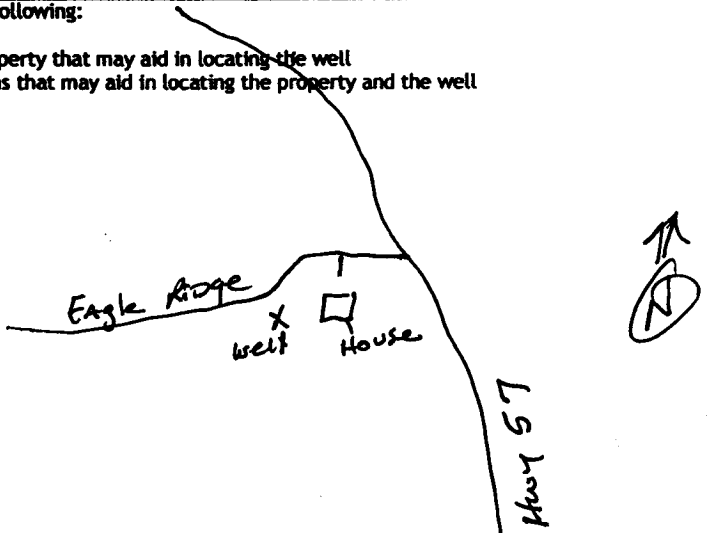 ollowing:
perty that may aid in locating the well
ns that may aid in locating the property and the well
Eagle Ridge
well
House
N
Hwy 57